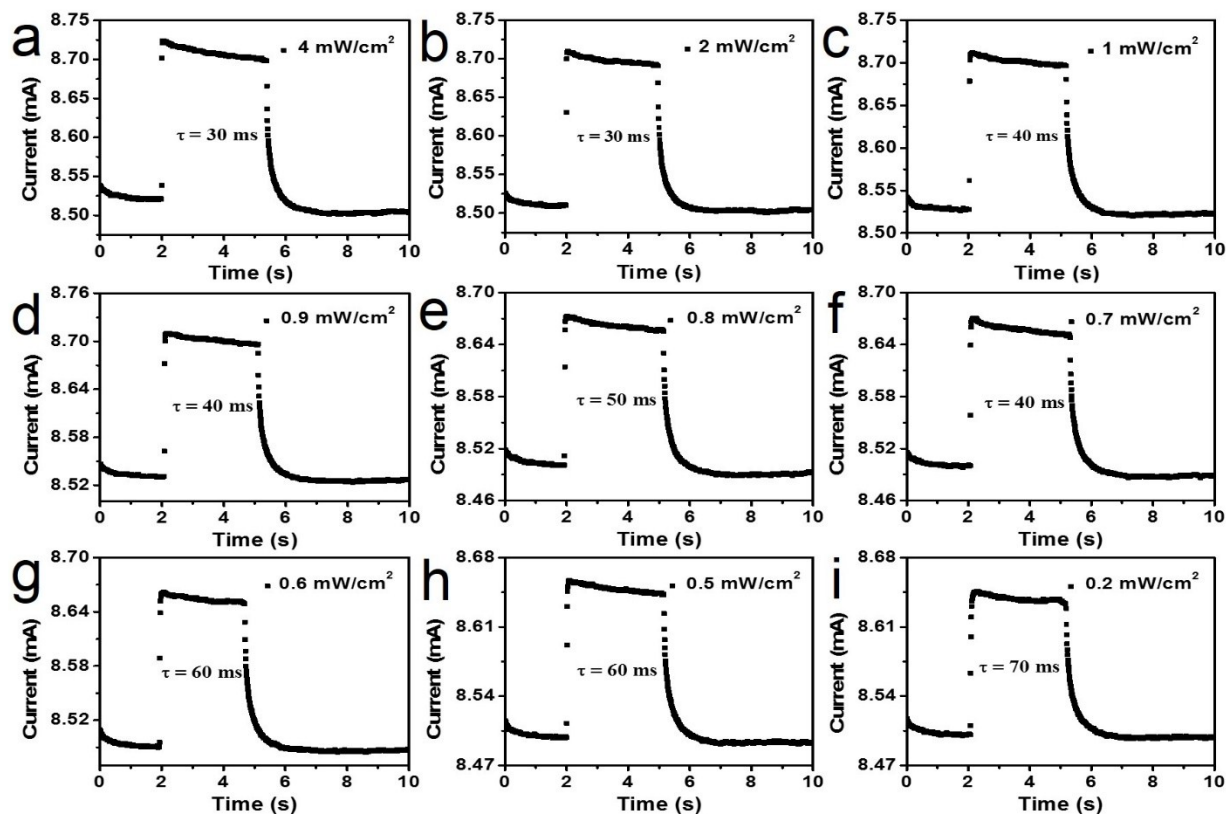 a
8.75
8.70
8.65
8.60
8.55
8.50
Current (mA)
4 mW/cm²
τ = 30 ms
0 2 4 6 8 10
Time (s)
b
8.75
8.70
8.65
8.60
8.55
8.50
Current (mA)
2 mW/cm²
τ = 30 ms
0 2 4 6 8 10
Time (s)
c
8.75
8.70
8.65
8.60
8.55
8.50
Current (mA)
1 mW/cm²
τ = 40 ms
0 2 4 6 8 10
Time (s)
d
8.76
8.70
8.64
8.58
8.52
Current (mA)
0.9 mW/cm²
τ = 40 ms
0 2 4 6 8 10
Time (s)
e
8.70
8.64
8.58
8.52
8.46
Current (mA)
0.8 mW/cm²
τ = 50 ms
0 2 4 6 8 10
Time (s)
f
8.70
8.64
8.58
8.52
8.46
Current (mA)
0.7 mW/cm²
τ = 40 ms
0 2 4 6 8 10
Time (s)
g
8.70
8.64
8.58
8.52
Current (mA)
0.6 mW/cm²
τ = 60 ms
0 2 4 6 8 10
Time (s)
h
8.68
8.61
8.54
8.47
Current (mA)
0.5 mW/cm²
τ = 60 ms
0 2 4 6 8 10
Time (s)
i
8.68
8.61
8.54
8.47
Current (mA)
0.2 mW/cm²
τ = 70 ms
0 2 4 6 8 10
Time (s)